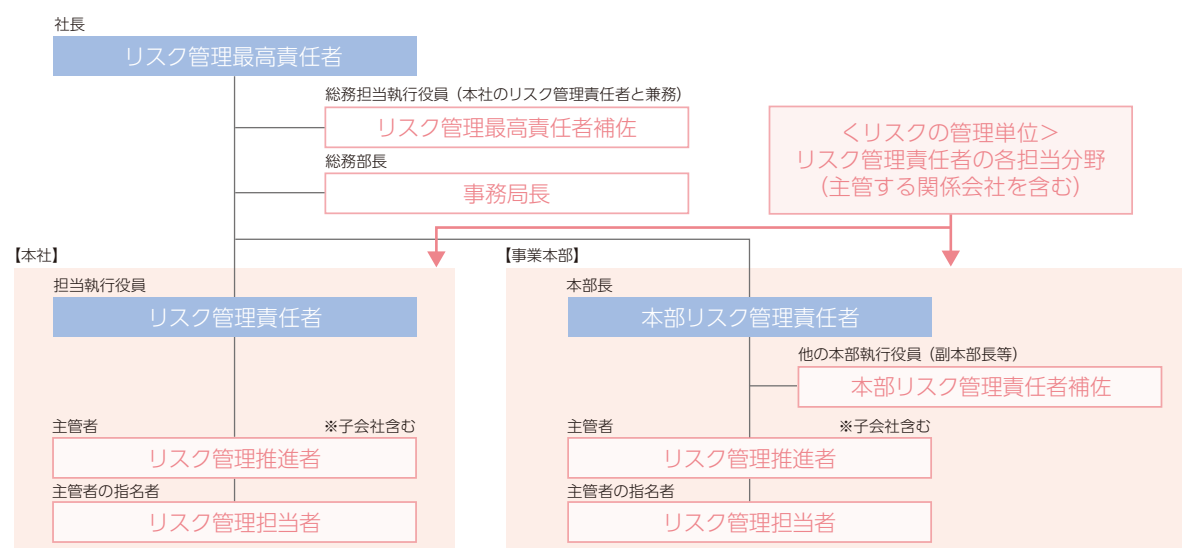 社長
リスク管理最高責任者
総務担当執行役員（本社のリスク管理責任者と兼務）
リスク管理最高責任者補佐
総務部長
事務局長
＜リスクの管理単位＞
リスク管理責任者の各担当分野
（主管する関係会社を含む）
【本社】
担当執行役員
リスク管理責任者
主管者 ※子会社含む
リスク管理推進者
主管者の指名者
リスク管理担当者
【事業本部】
本部長
本部リスク管理責任者
他の本部執行役員（副本部長等）
本部リスク管理責任者補佐
主管者 ※子会社含む
リスク管理推進者
主管者の指名者
リスク管理担当者